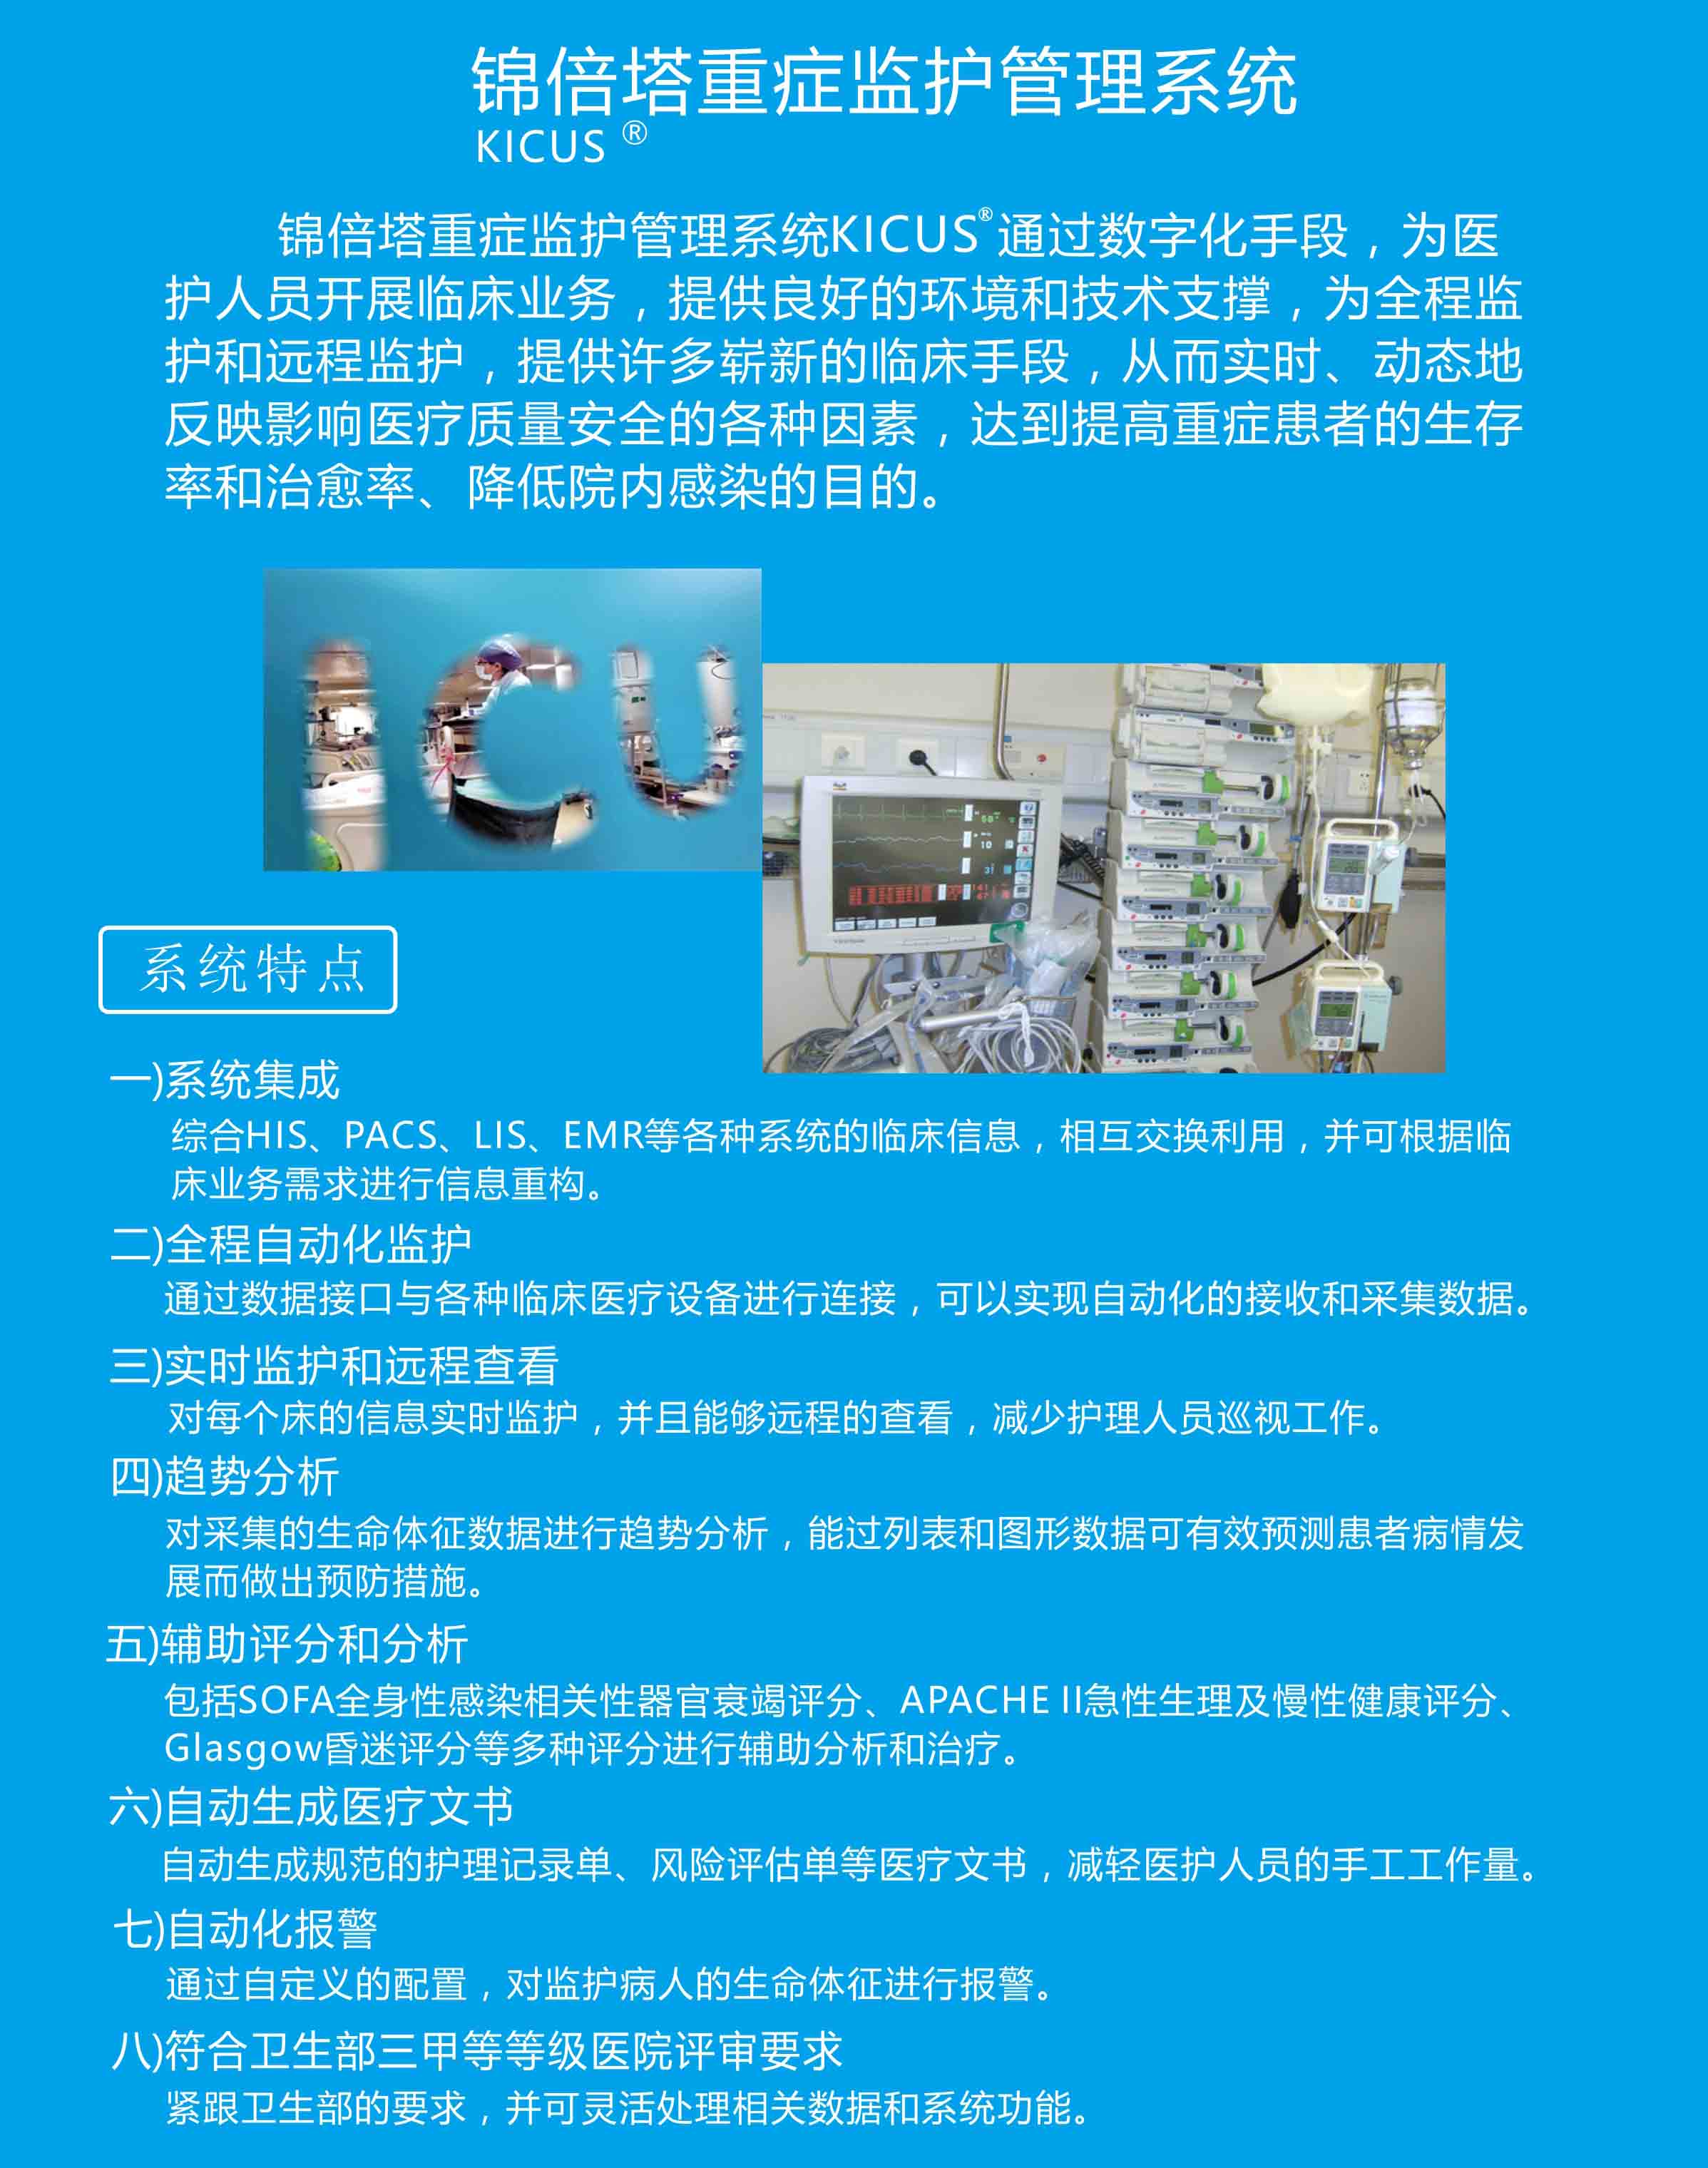 锦倍塔重症监护管理系统
KICUS ®
锦倍塔重症监护管理系统KICUS®通过数字化手段，为医
护人员开展临床业务，提供良好的环境和技术支撑，为全程监
护和远程监护，提供许多崭新的临床手段，从而实时、动态地
反映影响医疗质量安全的各种因素，达到提高重症患者的生存
率和治愈率、降低院内感染的目的。
ICU
系统特点
一)系统集成
综合HIS、PACS、LIS、EMR等各种系统的临床信息，相互交换利用，并可根据临
床业务需求进行信息重构。
二)全程自动化监护
通过数据接口与各种临床医疗设备进行连接，可以实现自动化的接收和采集数据。
三)实时监护和远程查看
对每个床的信息实时监护，并且能够远程的查看，减少护理人员巡视工作。
四)趋势分析
对采集的生命体征数据进行趋势分析，能过列表和图形数据可有效预测患者病情发
展而做出预防措施。
五)辅助评分和分析
包括SOFA全身性感染相关性器官衰竭评分、APACHE II急性生理及慢性健康评分、
Glasgow昏迷评分等多种评分进行辅助分析和治疗。
六)自动生成医疗文书
自动生成规范的护理记录单、风险评估单等医疗文书，减轻医护人员的手工工作量。
七)自动化报警
通过自定义的配置，对监护病人的生命体征进行报警。
八)符合卫生部三甲等等级医院评审要求
紧跟卫生部的要求，并可灵活处理相关数据和系统功能。